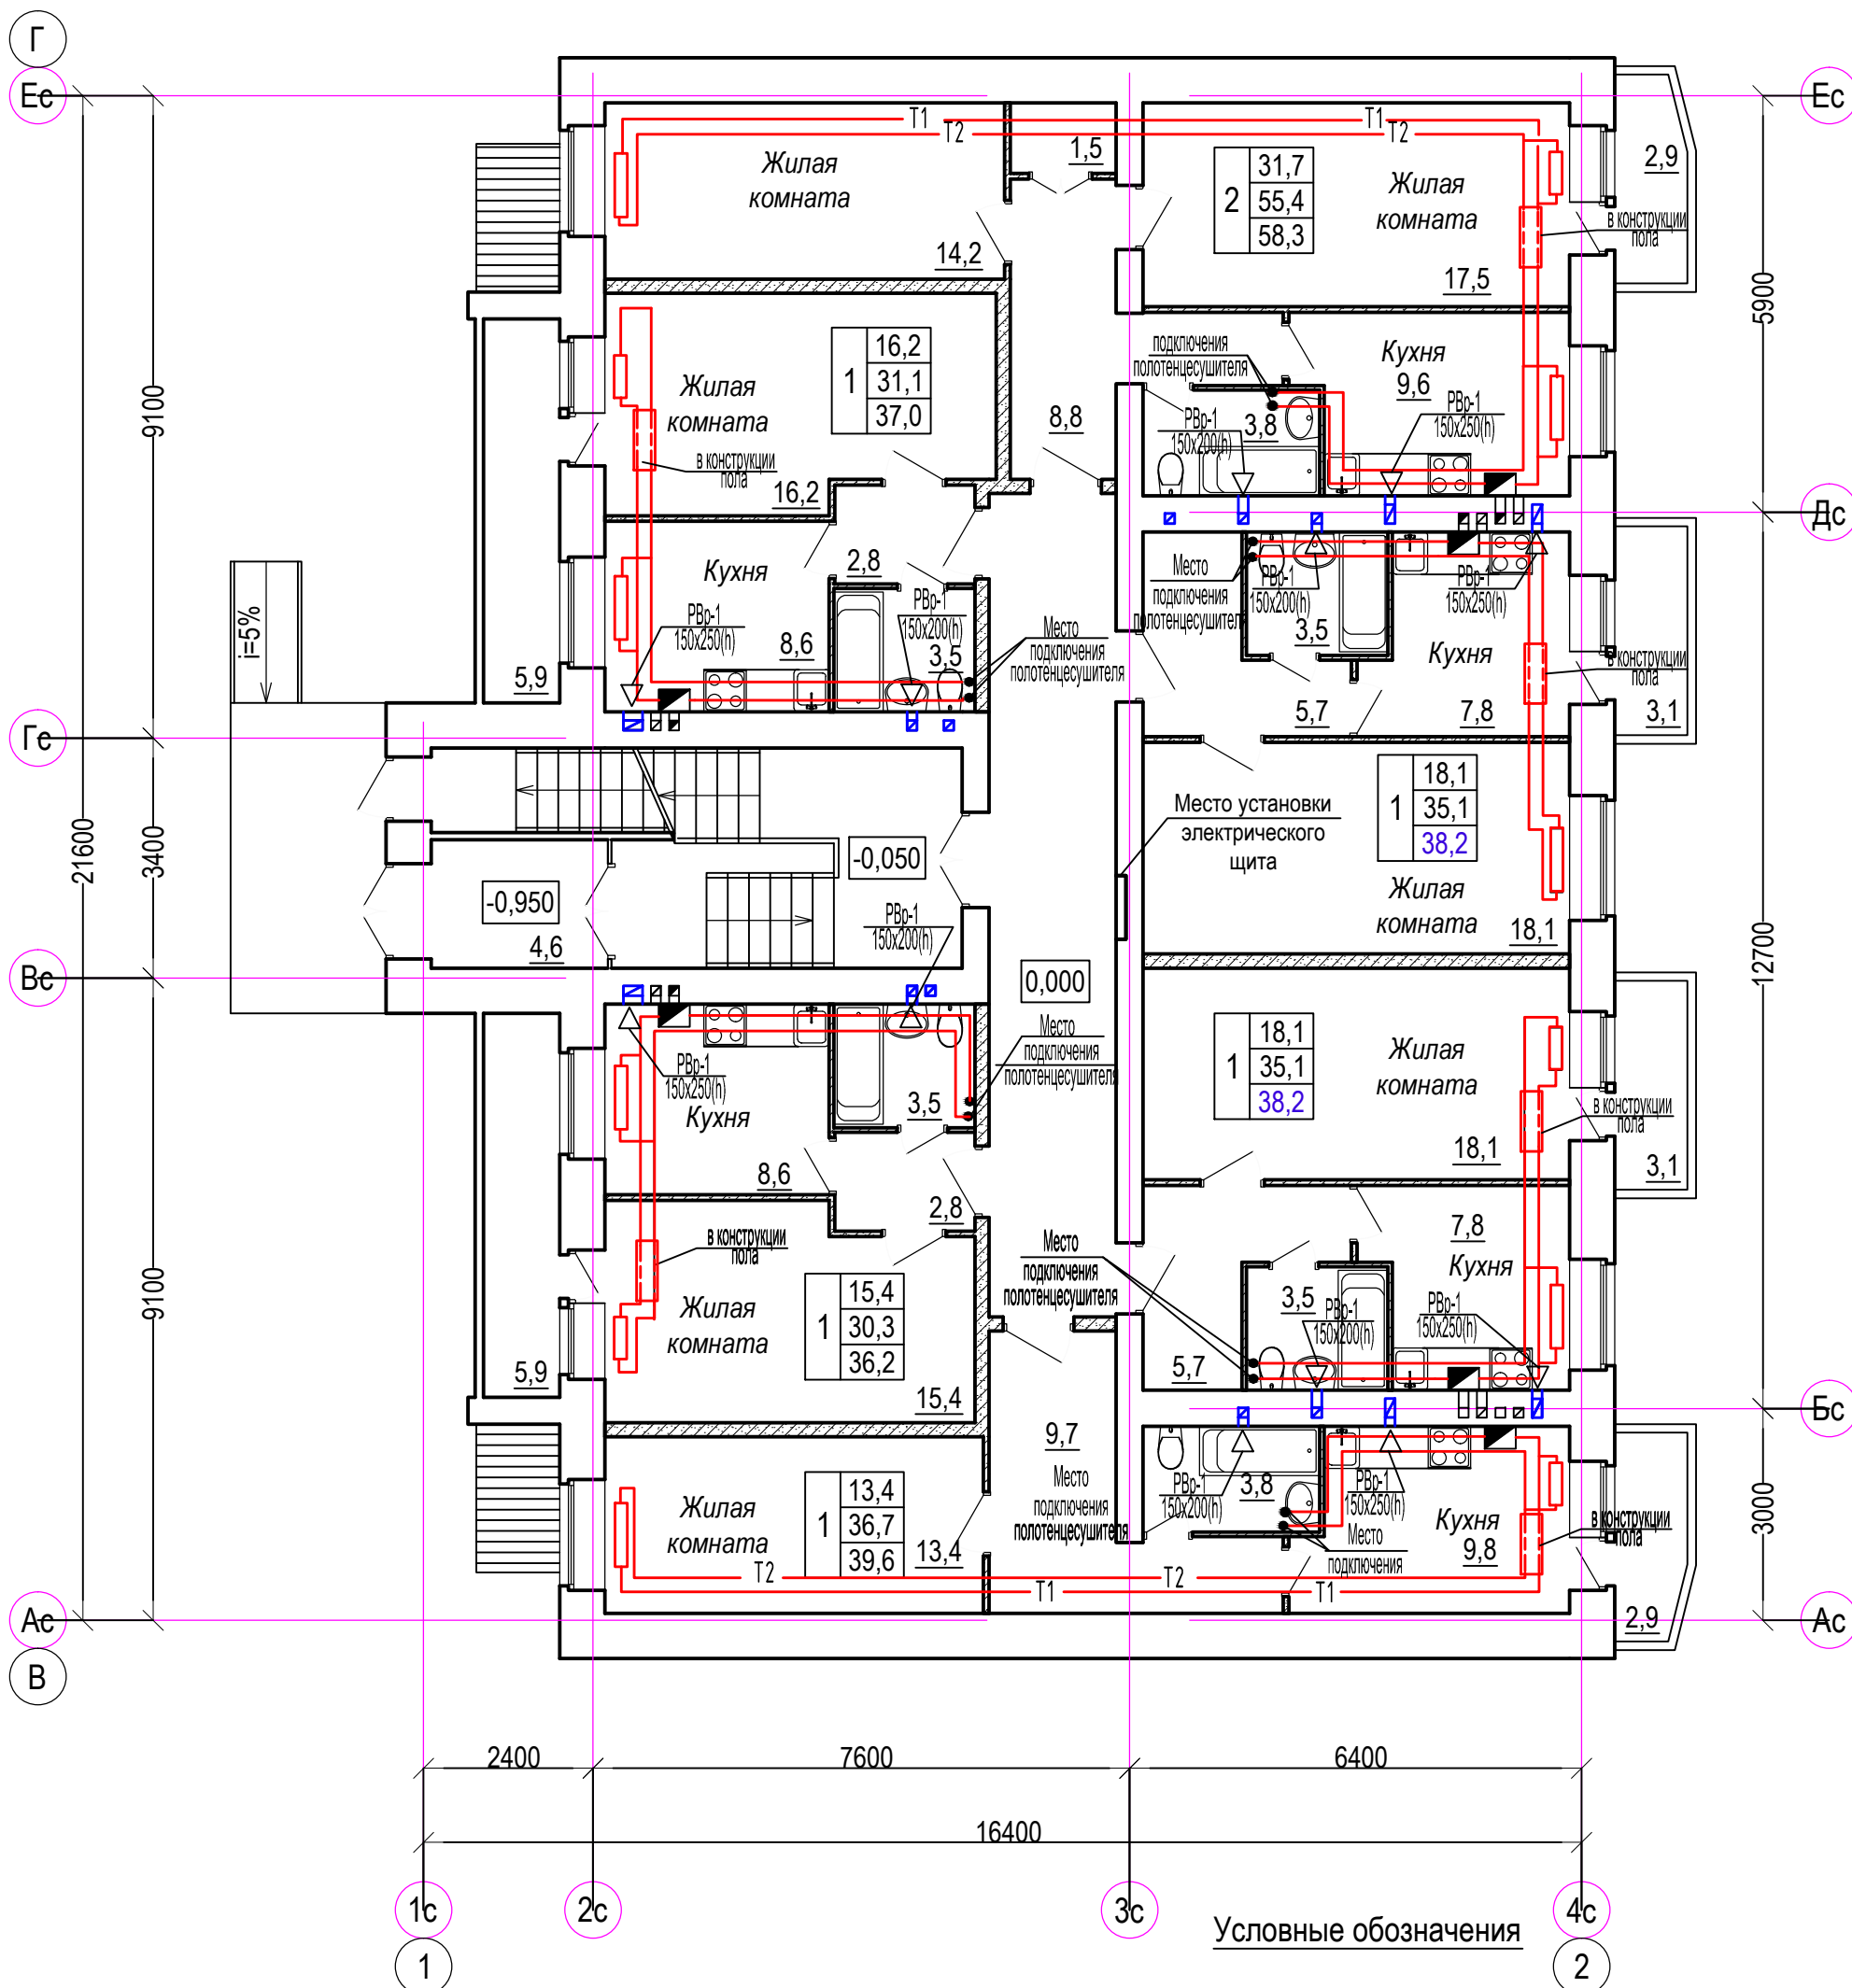 Г
Ес
Ес
Т1
Т2
Т1
Т2
Жилая
комната
14,2
1,5
2
31,7
55,4
58,3
Жилая
комната
17,5
2,9
в конструкции
пола
5900
9100
21600
Жилая
комната
1
16,2
31,1
37,0
в конструкции
пола
16,2
8,8
подключения
полотенцесушителя
РВр-1
150х200(h)
3,8
Кухня
9,6
РВр-1
150х250(h)
Дс
Кухня
2,8
РВр-1
150х250(h)
8,6
РВр-1
150х200(h)
3,5
Место
подключения
полотенцесушителя
5,9
i=5%
Место
подключения
полотенцесушителя
РВр-1
150х200(h)
3,5
РВр-1
150х250(h)
Кухня
в конструкции
пола
5,7
7,8
3,1
Гс
3400
-0,050
-0,950
4,6
РВр-1
150х200(h)
Место установки
электрического
щита
1
18,1
35,1
38,2
Жилая
комната
18,1
12700
Вс
0,000
Место
подключения
полотенцесушителя
РВр-1
150х250(h)
Кухня
3,5
8,6
2,8
1
18,1
35,1
38,2
Жилая
комната
18,1
в конструкции
пола
3,1
9100
в конструкции
пола
Жилая
комната
1
15,4
30,3
36,2
15,4
5,9
Место
подключения
полотенцесушителя
3,5
РВр-1
150х200(h)
РВр-1
150х250(h)
7,8
Кухня
5,7
Бс
9,7
Место
подключения
полотенцесушителя
Жилая
комната
1
13,4
36,7
39,6
13,4
РВр-1
150х200(h)
3,8
РВр-1
150х250(h)
Место
подключения
Кухня
9,8
в конструкции
пола
3000
Т2
Т1
Т2
Т1
2,9
Ас
Ас
В
2400
7600
6400
16400
1с
2с
3с
4с
1
2
Условные обозначения